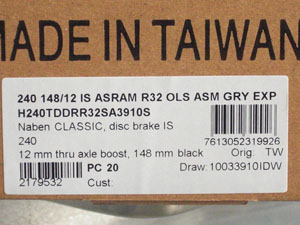 MADE IN TAIWAN
240 148/12 IS ASRAM R32 OLS ASM GRY EXP
H240TDDRR32SA3910S
Naben CLASSIC, disc brake IS
240
7613052319926
12 mm thru axle boost, 148 mm black
Orig.: TW
PC 20
Draw: 10033910IDW
2179532
Cust: